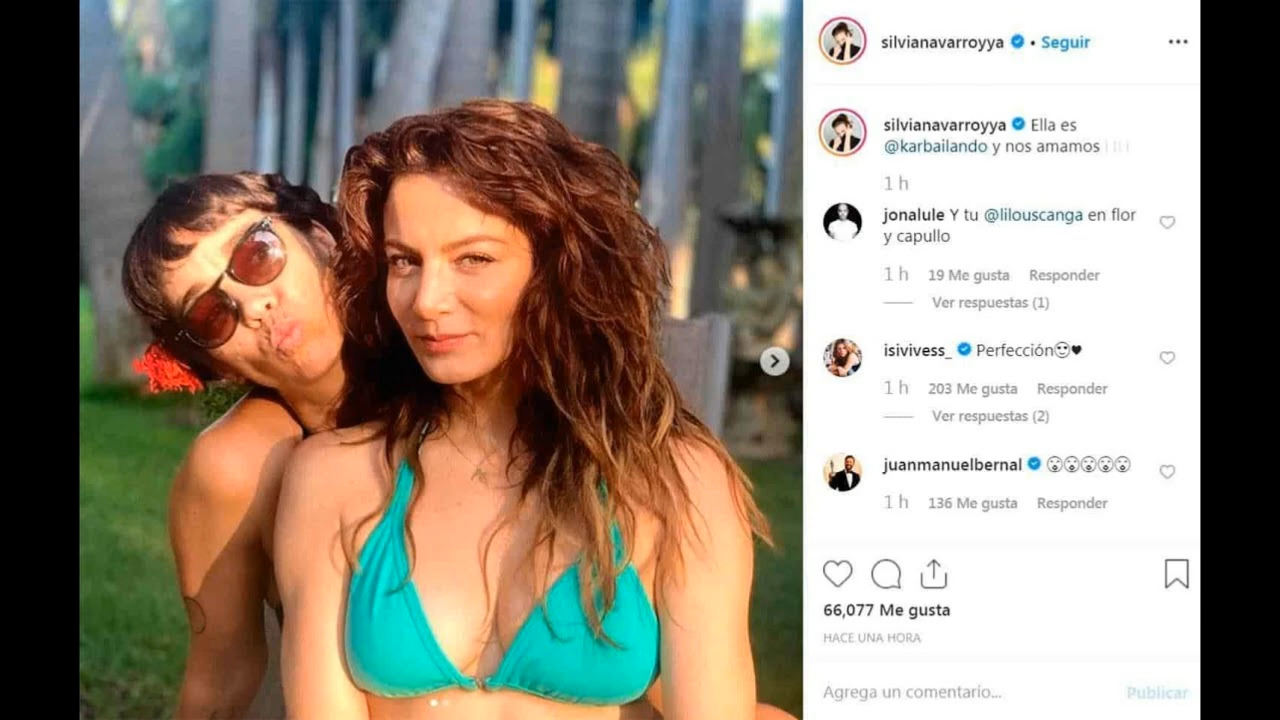 silvianavarroyya • Seguir
silvianavarroyya Ella es
@karbailando y nos amamos
1 h
jonalule Y tu @lilouscanga en flor
y capullo
1 h 19 Me gusta Responder
Ver respuestas (1)
isivivess_ Perfección
1 h 203 Me gusta Responder
Ver respuestas (2)
juanmanuelbernal
1 h 136 Me gusta Responder
66,077 Me gusta
HACE UNA HORA
Agrega un comentario...
Publicar